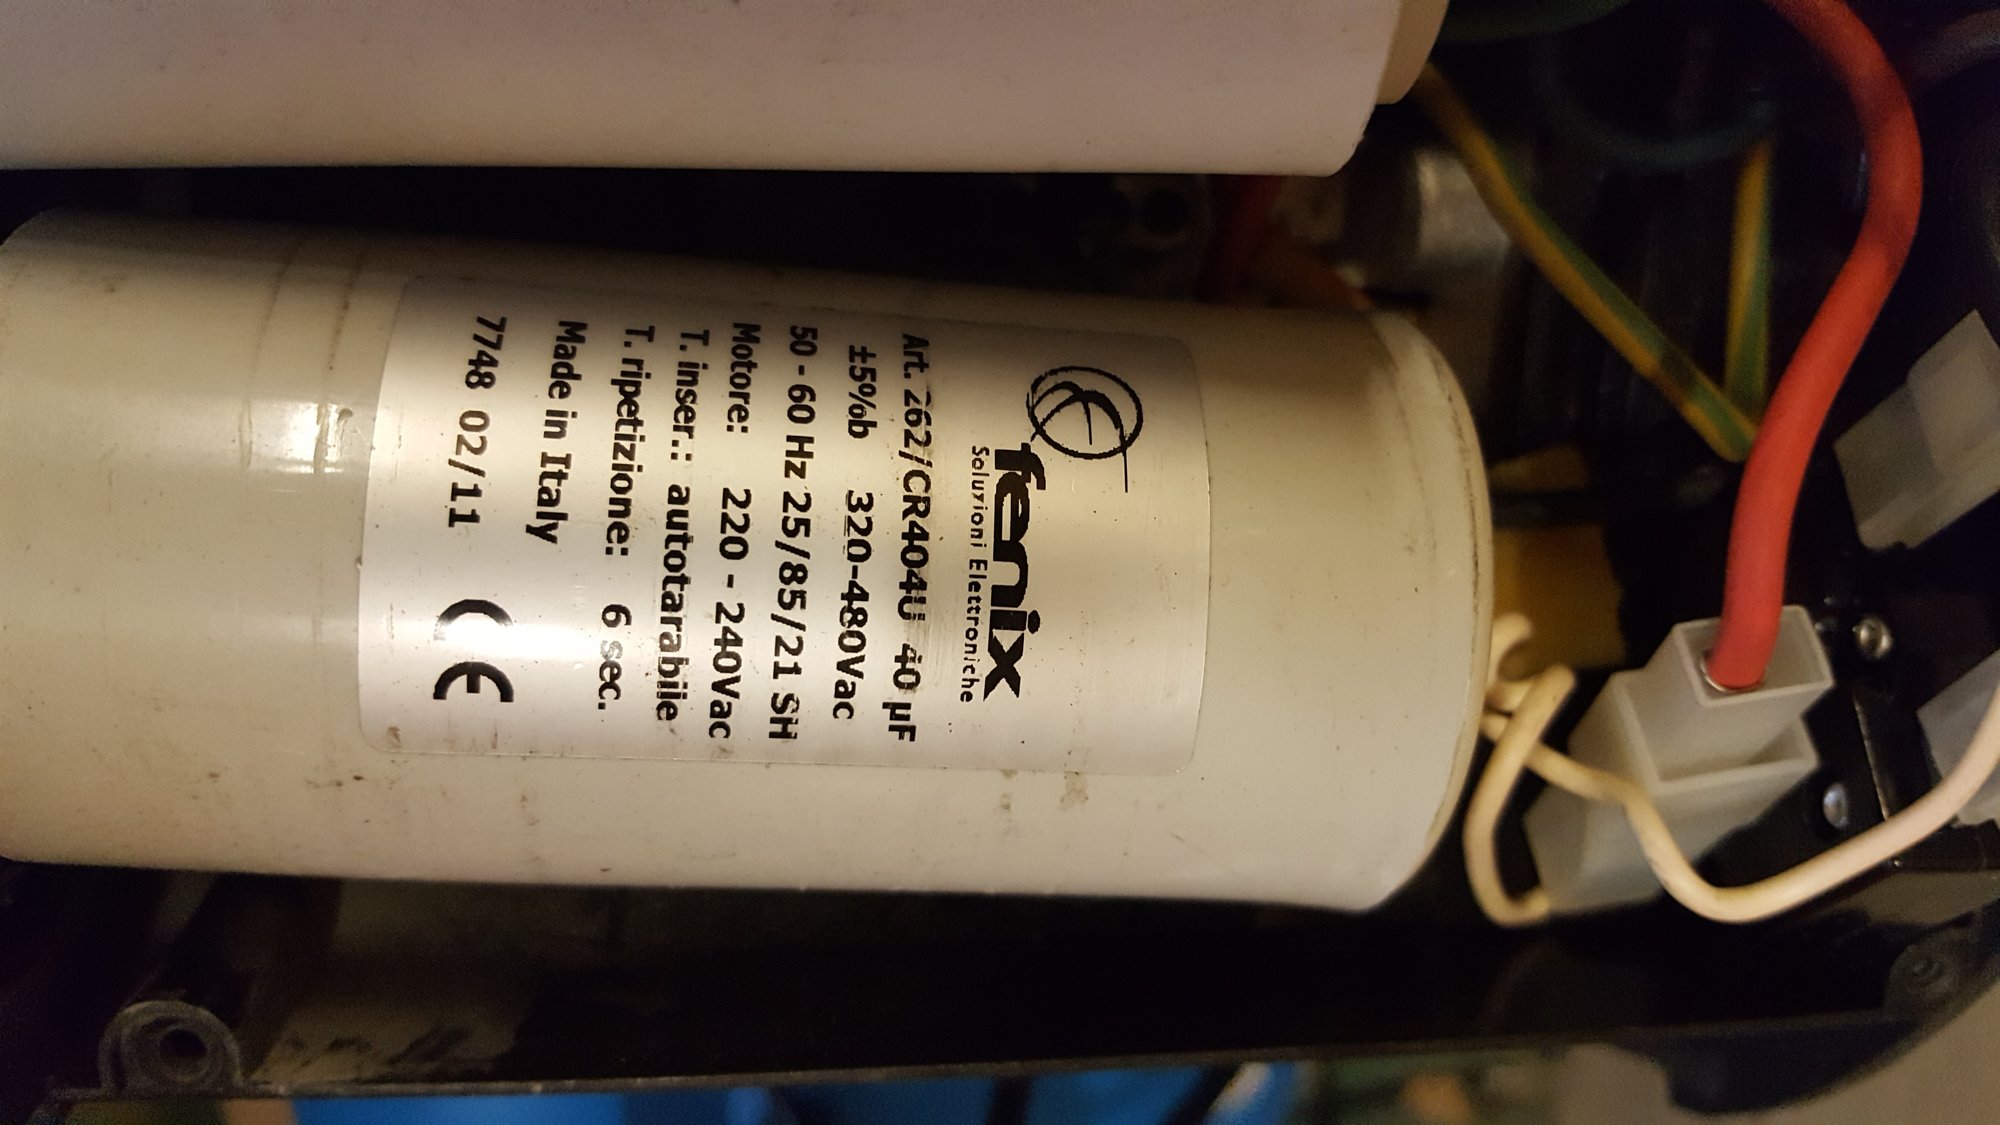 fenix
Soluzioni Elettroniche
Art. 262/CR404U 40 µF
±5%b 320-480Vac
50 - 60 Hz 25/85/21 SH
Motore: 220 - 240Vac
T. inser.: autotarabile
T. ripetizione: 6 sec.
Made in Italy
7748 02/11 CE